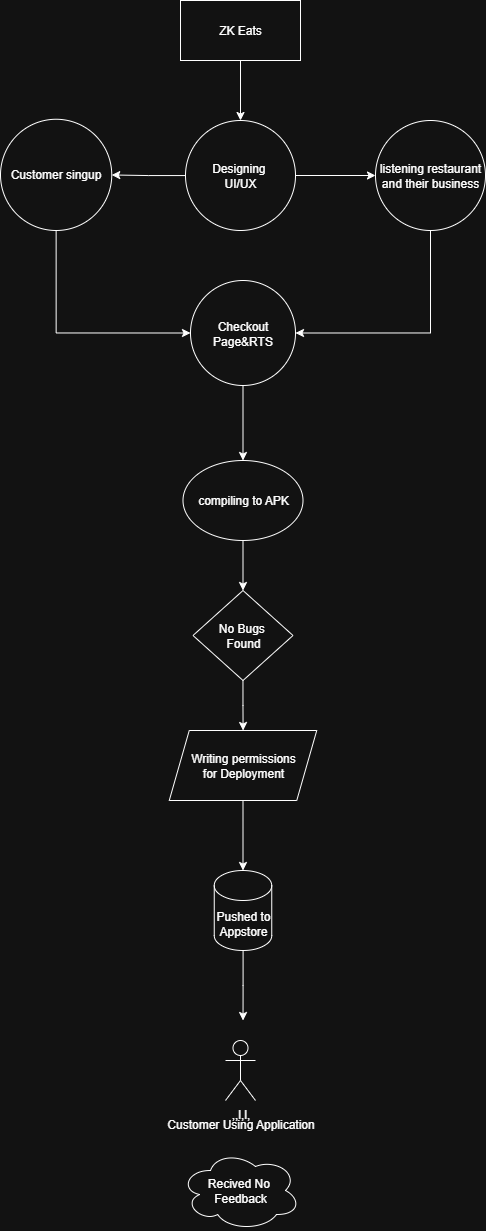 ZK Eats
Customer singup
Designing
UI/UX
listening restaurant
and their business
Checkout
Page&RTS
compiling to APK
No Bugs
Found
Writing permissions
for Deployment
Pushed to
Appstore
Customer Using Application
Recived No
Feedback